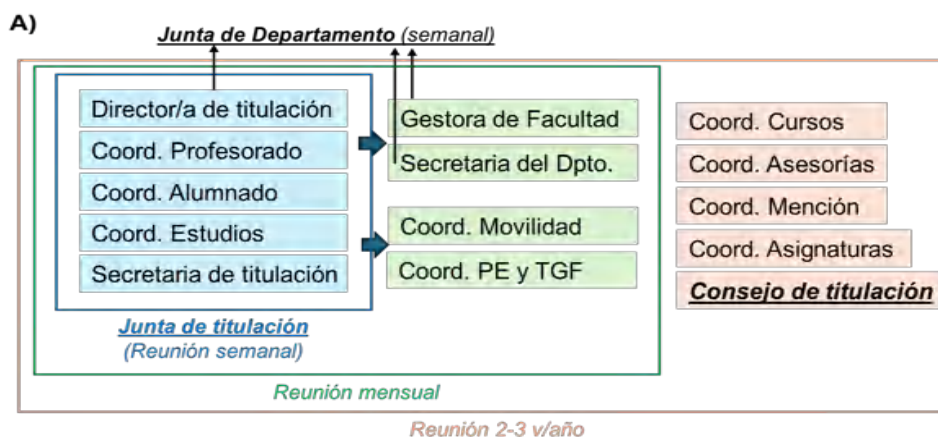 A)
Junta de Departamento (semanal)
Director/a de titulación
Coord. Profesorado
Coord. Alumnado
Coord. Estudios
Secretaria de titulación
Junta de titulación
(Reunión semanal)
Gestora de Facultad
Secretaria del Dpto.
Coord. Movilidad
Coord. PE y TGF
Reunión mensual
Coord. Cursos
Coord. Asesorías
Coord. Mención
Coord. Asignaturas
Consejo de titulación
Reunión 2-3 v/año